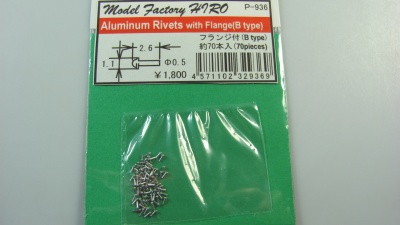 Model Factory HIRO P-936
Aluminum Rivets with Flange(B type)
フランジ付 (B type)
約70本入 (70pieces)
2.6
1.1
Φ0.5
¥1,800
4571102329369